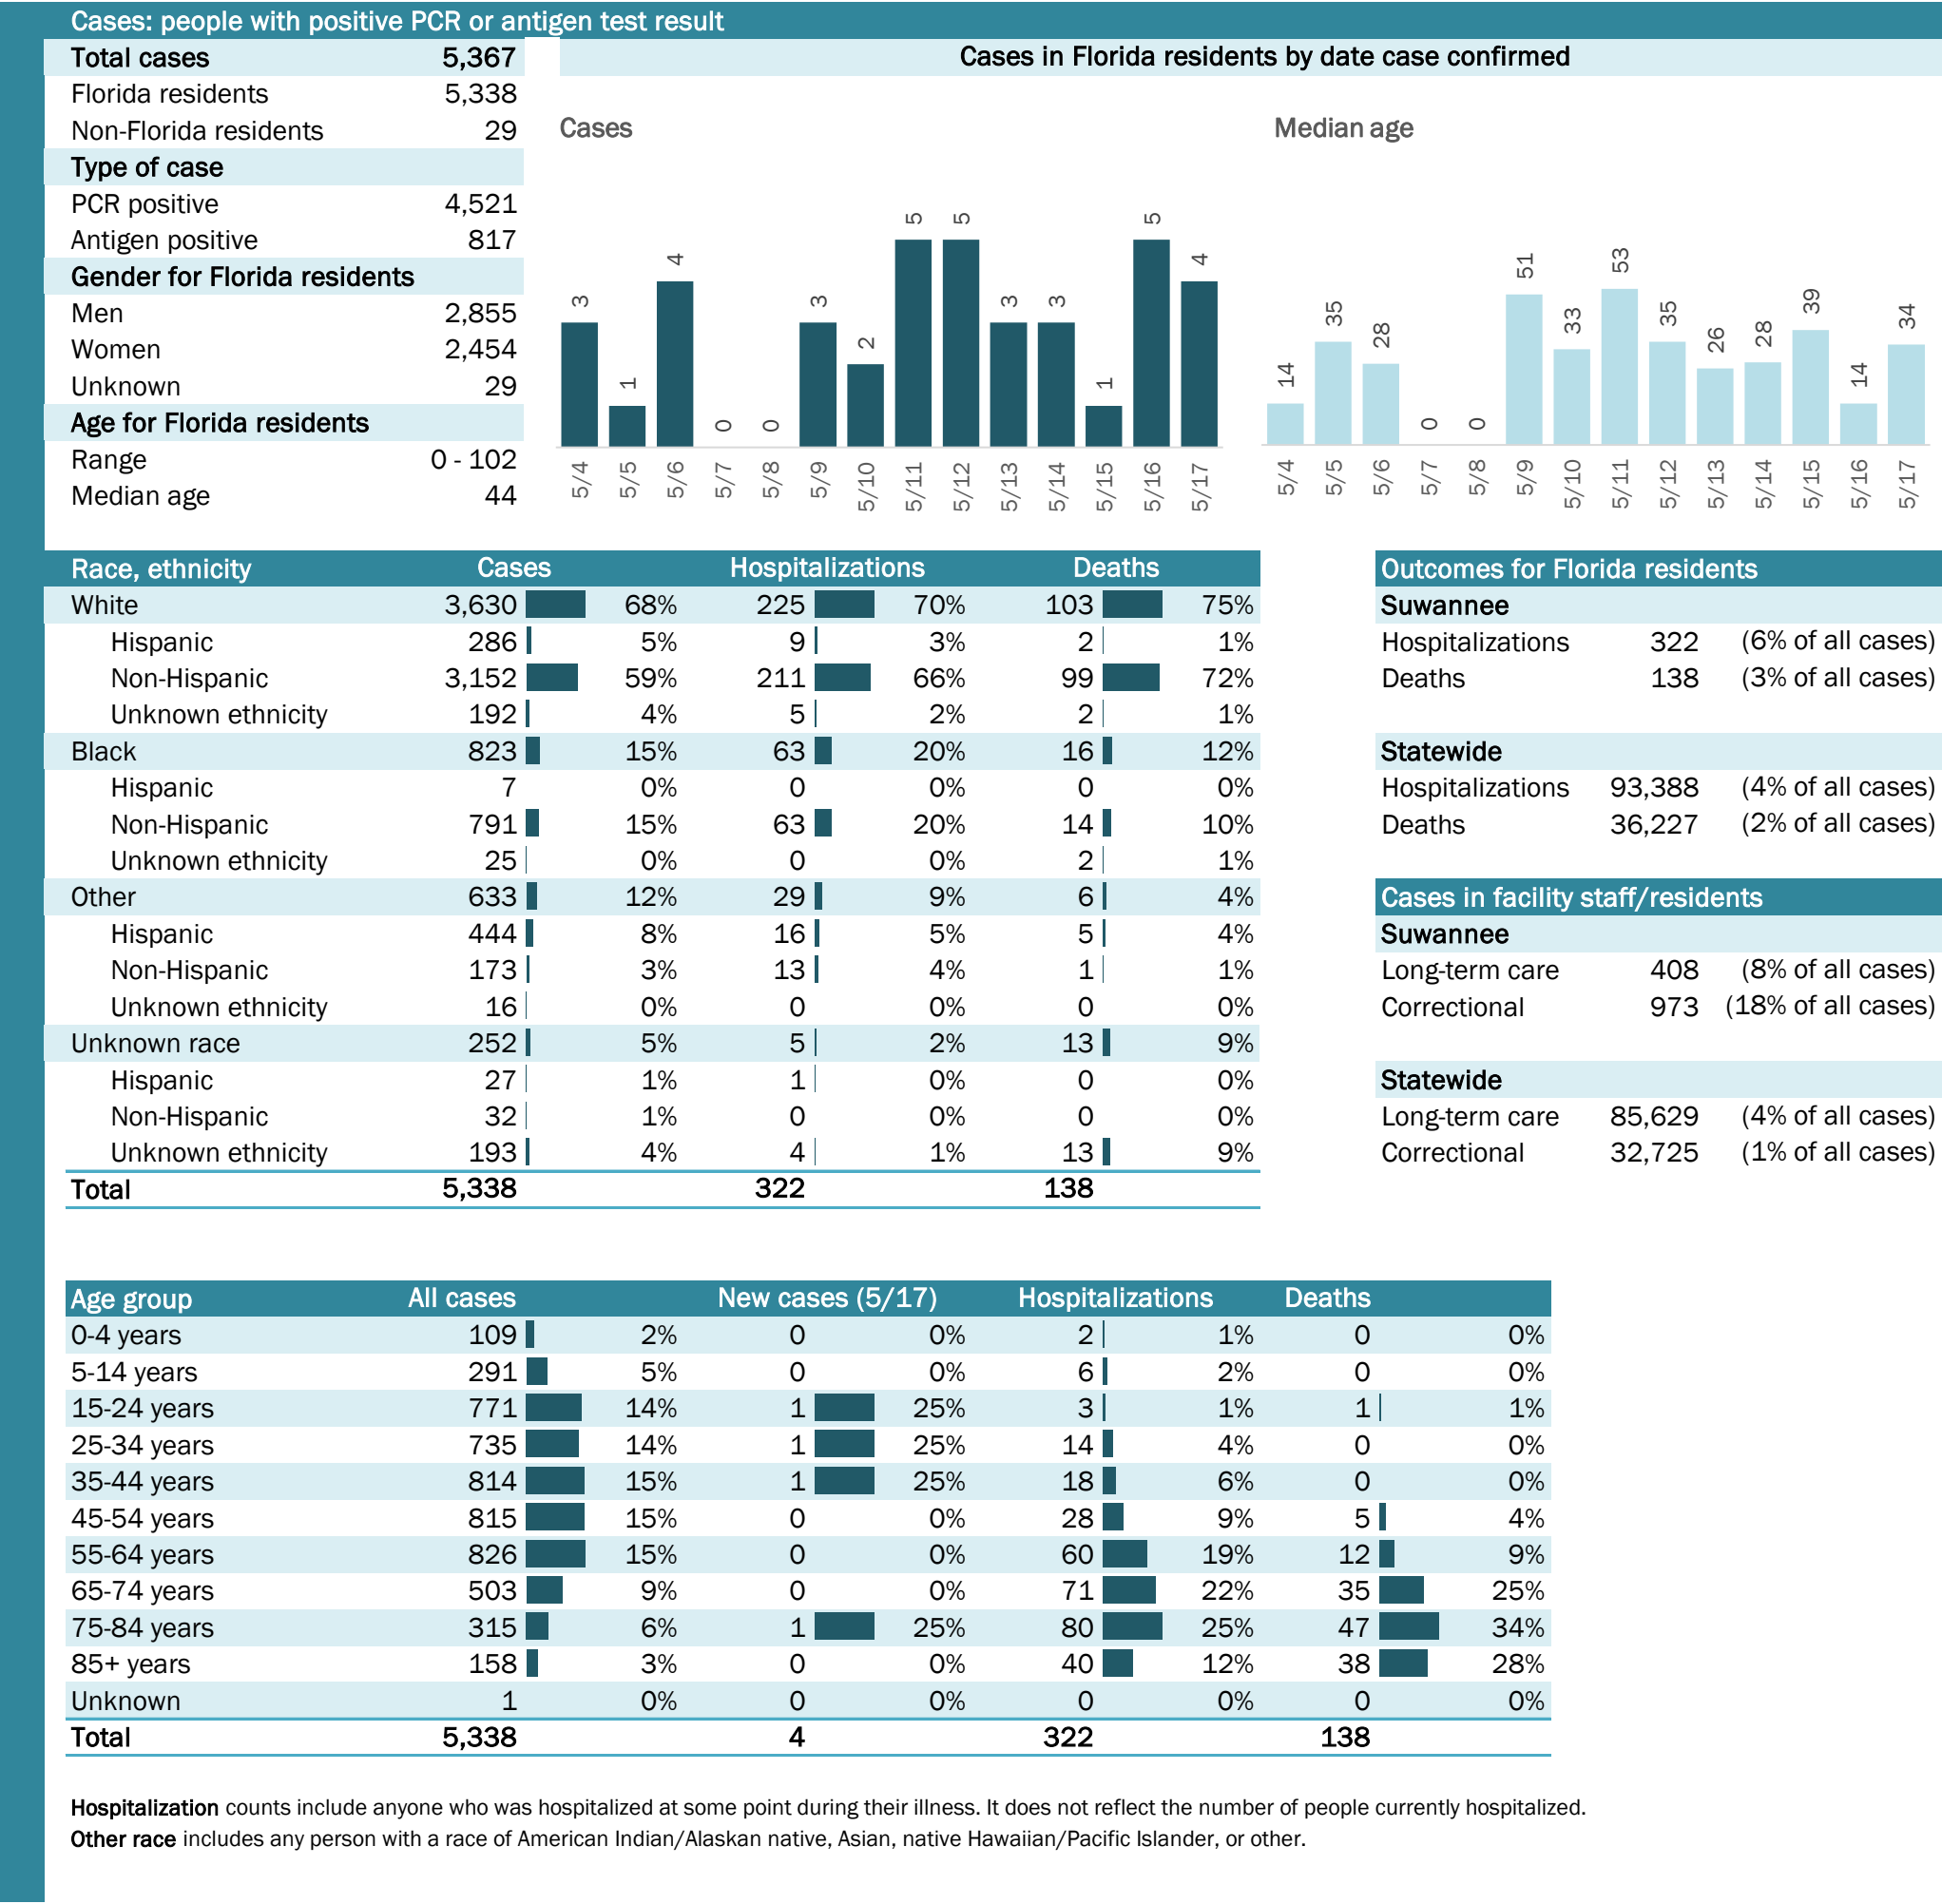 Cases: people with positive PCR or antigen test result
Total cases 5,367
Florida residents 5,338
Non-Florida residents 29
Type of case
PCR positive 4,521
Antigen positive 817
Gender for Florida residents
Men 2,855
Women 2,454
Unknown 29
Age for Florida residents
Range 0 - 102
Median age 44
Cases in Florida residents by date case confirmed
Cases
3 1 4 0 0 3 2 5 5 3 3 1 5 4
5/4 5/5 5/6 5/7 5/8 5/9 5/10 5/11 5/12 5/13 5/14 5/15 5/16 5/17
Median age
14 35 28 0 0 51 33 53 35 26 28 39 14 34
5/4 5/5 5/6 5/7 5/8 5/9 5/10 5/11 5/12 5/13 5/14 5/15 5/16 5/17
Race, ethnicity Cases Hospitalizations Deaths
White 3,630 68% 225 70% 103 75%
Hispanic 286 5% 9 3% 2 1%
Non-Hispanic 3,152 59% 211 66% 99 72%
Unknown ethnicity 192 4% 5 2% 2 1%
Black 823 15% 63 20% 16 12%
Hispanic 7 0% 0 0% 0 0%
Non-Hispanic 791 15% 63 20% 14 10%
Unknown ethnicity 25 0% 0 0% 2 1%
Other 633 12% 29 9% 6 4%
Hispanic 444 8% 16 5% 5 4%
Non-Hispanic 173 3% 13 4% 1 1%
Unknown ethnicity 16 0% 0 0% 0 0%
Unknown race 252 5% 5 2% 13 9%
Hispanic 27 1% 1 0% 0 0%
Non-Hispanic 32 1% 0 0% 0 0%
Unknown ethnicity 193 4% 4 1% 13 9%
Total 5,338 322 138
Outcomes for Florida residents
Suwannee
Hospitalizations 322 (6% of all cases)
Deaths 138 (3% of all cases)
Statewide
Hospitalizations 93,388 (4% of all cases)
Deaths 36,227 (2% of all cases)
Cases in facility staff/residents
Suwannee
Long-term care 408 (8% of all cases)
Correctional 973 (18% of all cases)
Statewide
Long-term care 85,629 (4% of all cases)
Correctional 32,725 (1% of all cases)
Age group All cases New cases (5/17) Hospitalizations Deaths
0-4 years 109 2% 0 0% 2 1% 0 0%
5-14 years 291 5% 0 0% 6 2% 0 0%
15-24 years 771 14% 1 25% 3 1% 1 1%
25-34 years 735 14% 1 25% 14 4% 0 0%
35-44 years 814 15% 1 25% 18 6% 0 0%
45-54 years 815 15% 0 0% 28 9% 5 4%
55-64 years 826 15% 0 0% 60 19% 12 9%
65-74 years 503 9% 0 0% 71 22% 35 25%
75-84 years 315 6% 1 25% 80 25% 47 34%
85+ years 158 3% 0 0% 40 12% 38 28%
Unknown 1 0% 0 0% 0 0% 0 0%
Total 5,338 4 322 138
Hospitalization counts include anyone who was hospitalized at some point during their illness. It does not reflect the number of people currently hospitalized.
Other race includes any person with a race of American Indian/Alaskan native, Asian, native Hawaiian/Pacific Islander, or other.